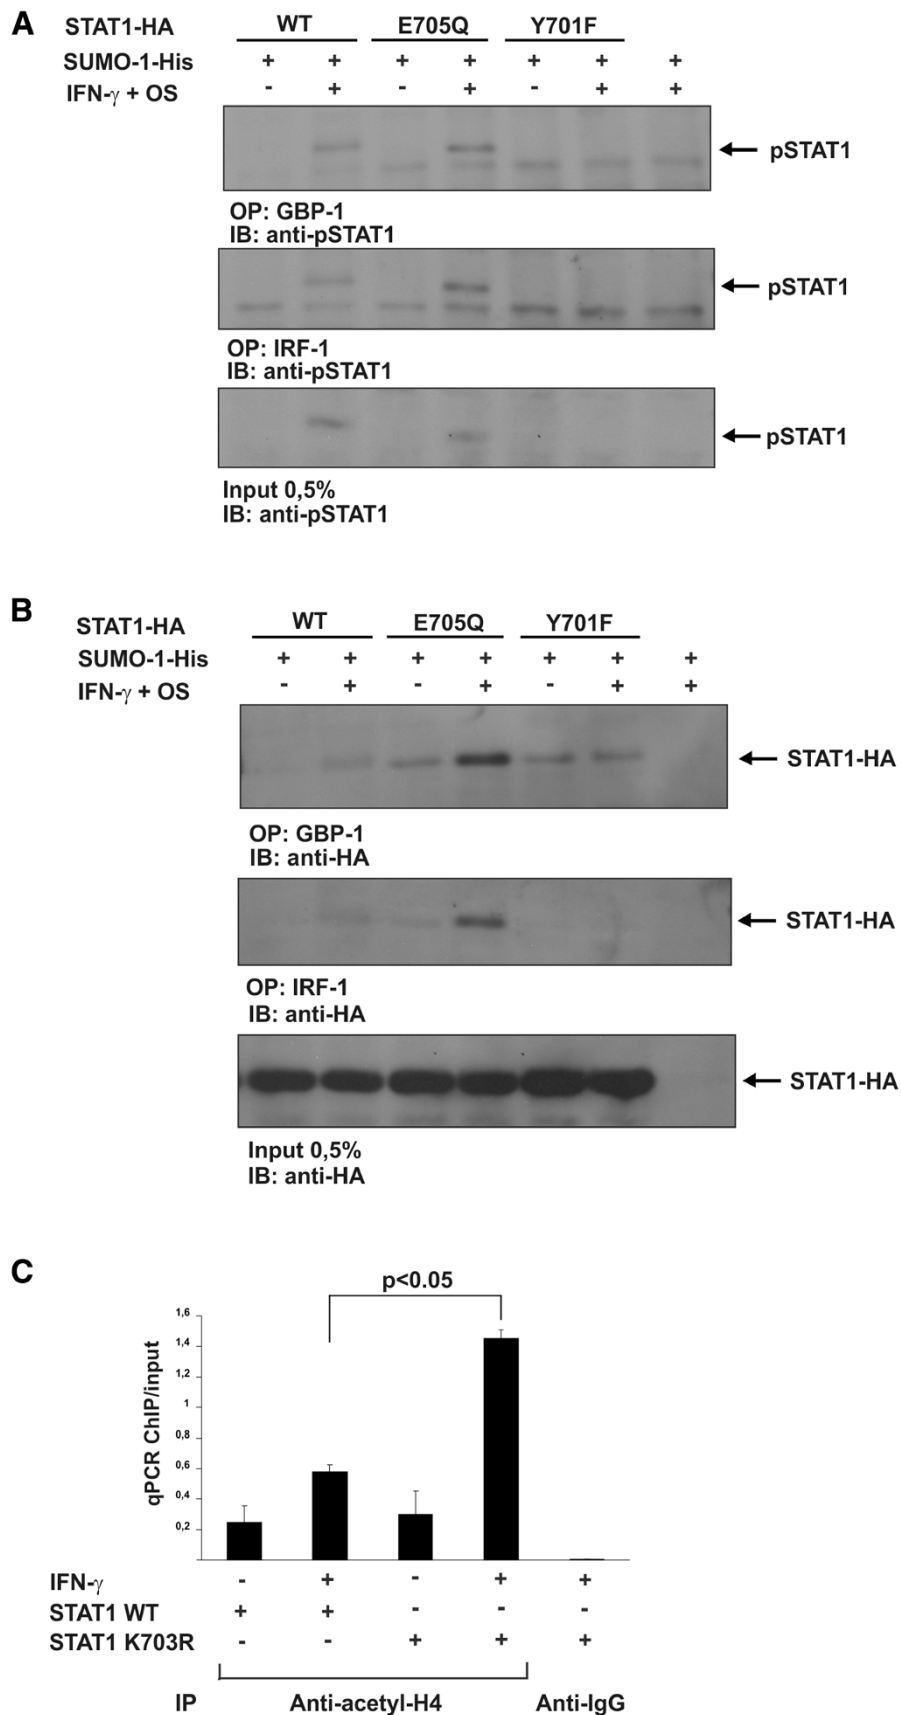 A
STAT1-HA WT E705Q Y701F
SUMO-1-His + + + + + + +
IFN-γ + OS - + - + - + +
pSTAT1
OP: GBP-1
IB: anti-pSTAT1
pSTAT1
OP: IRF-1
IB: anti-pSTAT1
pSTAT1
Input 0,5%
IB: anti-pSTAT1
B
STAT1-HA WT E705Q Y701F
SUMO-1-His + + + + + + +
IFN-γ + OS - + - + - + +
STAT1-HA
OP: GBP-1
IB: anti-HA
STAT1-HA
OP: IRF-1
IB: anti-HA
STAT1-HA
Input 0,5%
IB: anti-HA
C
p<0.05
qPCR ChIP/input
1,6
1,4
1,2
1
0,8
0,6
0,4
0,2
IFN-γ - + - + +
STAT1 WT + + - - -
STAT1 K703R - - + + +
IP Anti-acetyl-H4 Anti-IgG